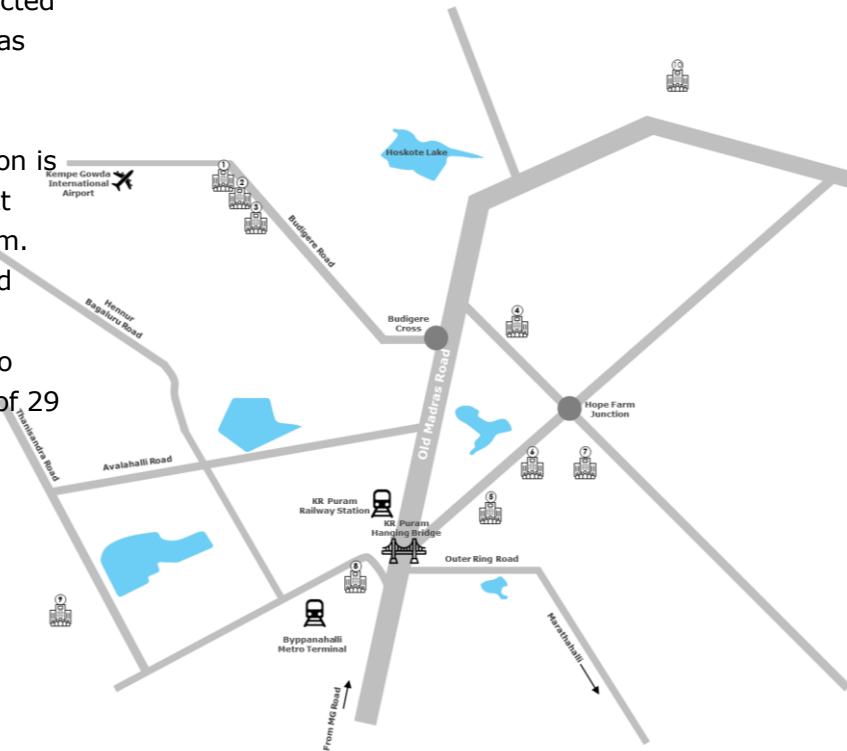 cted
as
on is
t
m.
d
o
of 29
10
Hoskote Lake
Kempe Gowda
International
Airport
1
2
3
Budigere Road
Hennur
Bagaluru Road
Budigere
Cross
4
Old Madras Road
Hope Farm
Junction
Thanisandra Road
Avalahalli Road
6
7
KR Puram
Railway Station
5
KR Puram
Hanging Bridge
Outer Ring Road
8
9
Byppanahalli
Metro Terminal
Marathahalli
From MG Road